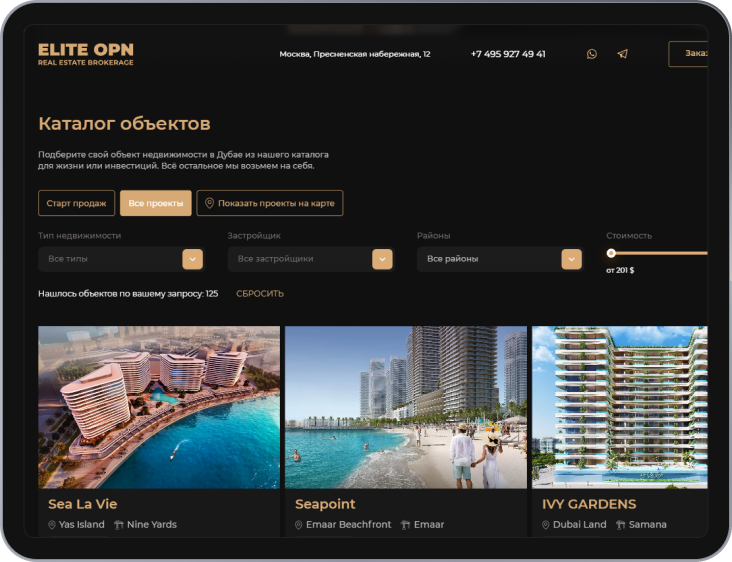 ELITE OPN
REAL ESTATE BROKERAGE
Москва, Пресненская набережная, 12
+7 495 927 49 41
Зака
Каталог объектов
Подберите свой объект недвижимости в Дубае из нашего каталога
для жизни или инвестиций. Всё остальное мы возьмем на себя.
Старт продаж
Все проекты
Показать проекты на карте
Тип недвижимости
Застройщик
Районы
Стоимость
Все типы
Все застройщики
Все районы
от 201 $
Нашлось объектов по вашему запросу: 125
СБРОСИТЬ
Sea La Vie
Seapoint
IVY GARDENS
Yas Island
Nine Yards
Emaar Beachfront
Emaar
Dubai Land
Samana